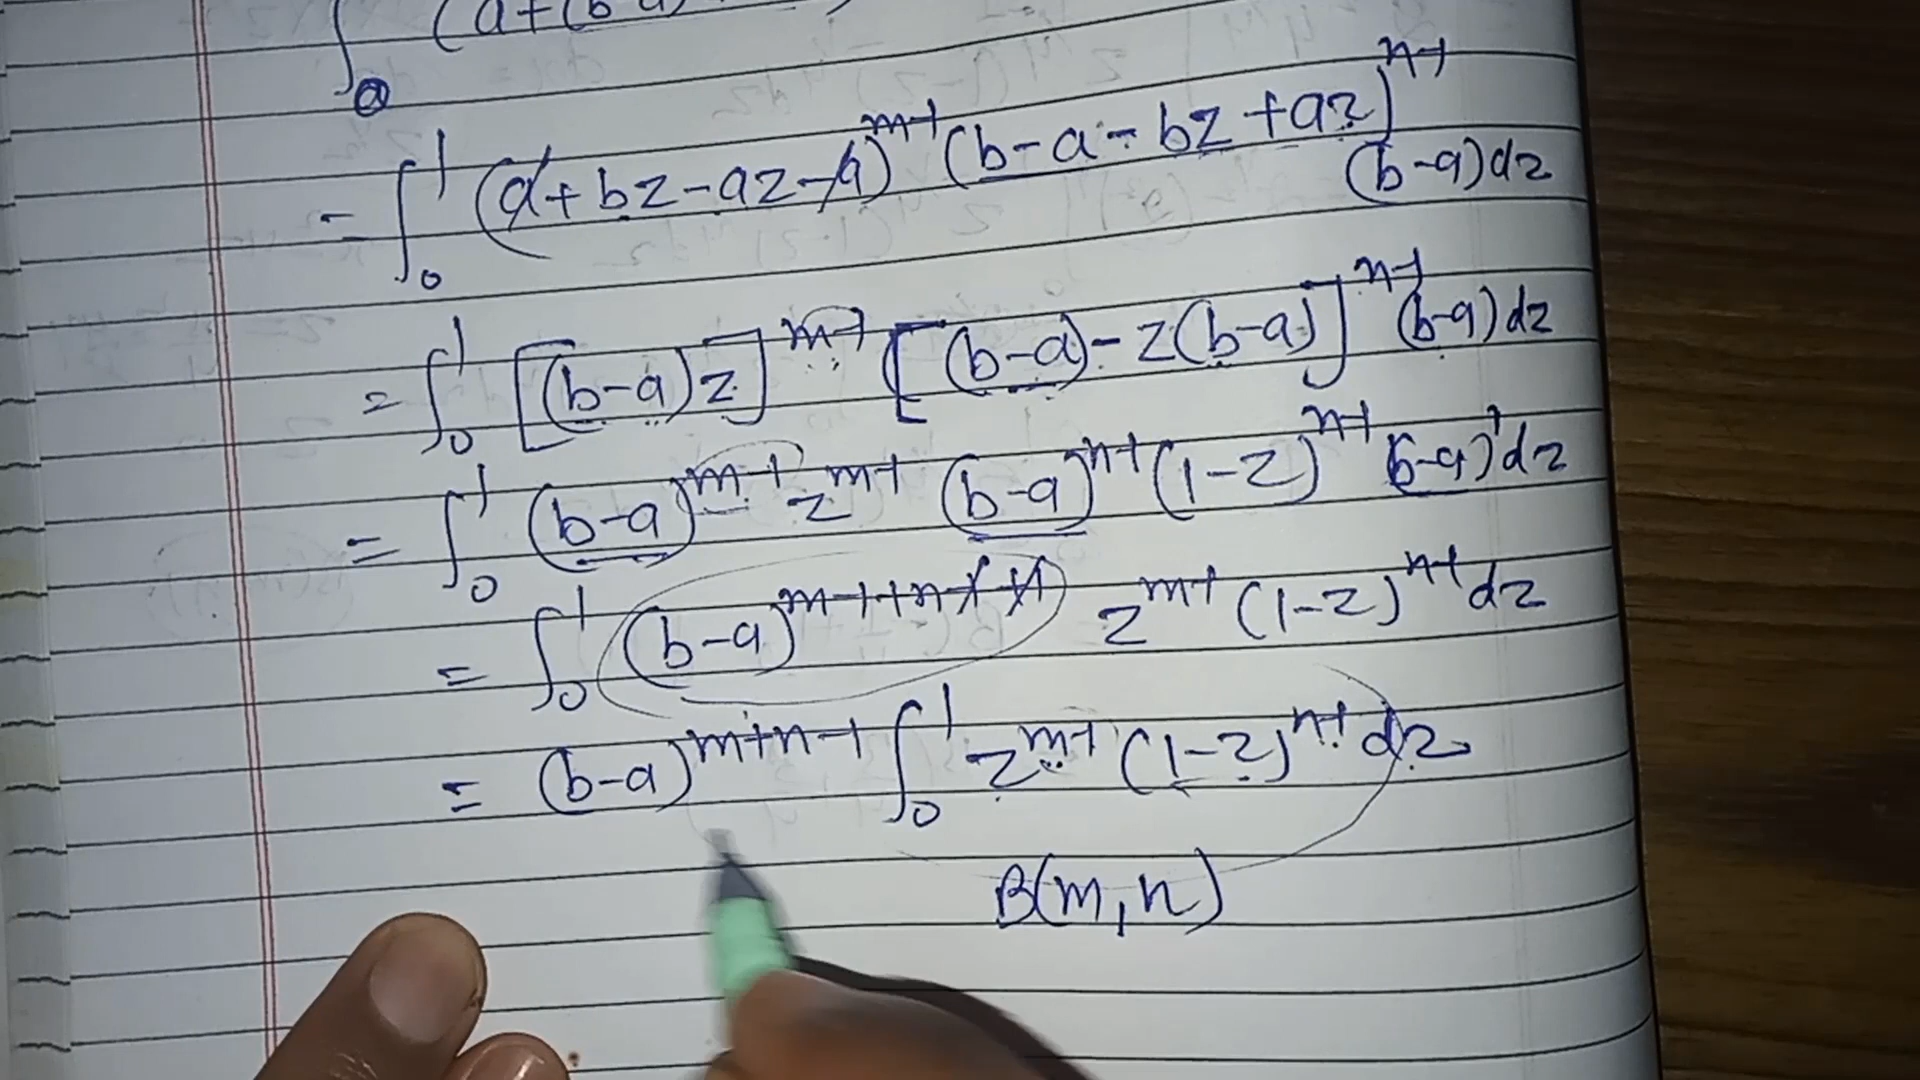 ∫ₐ (a+(b-a)
= ∫₀¹ (a+bz-az-a)^{m-1} (b-a-bz+az)^{n-1} (b-a)dz
= ∫₀¹ [(b-a)z]^{m-1} [(b-a)-z(b-a)]^{n-1} (b-a)dz
= ∫₀¹ (b-a)^{m-1} z^{m-1} (b-a)^{n-1} (1-z)^{n-1} (b-a)¹dz
= ∫₀¹ (b-a)^{m-1+n-1+1} z^{m-1} (1-z)^{n-1} dz
= (b-a)^{m+n-1} ∫₀¹ z^{m-1} (1-z)^{n-1} dz
B(m,n)